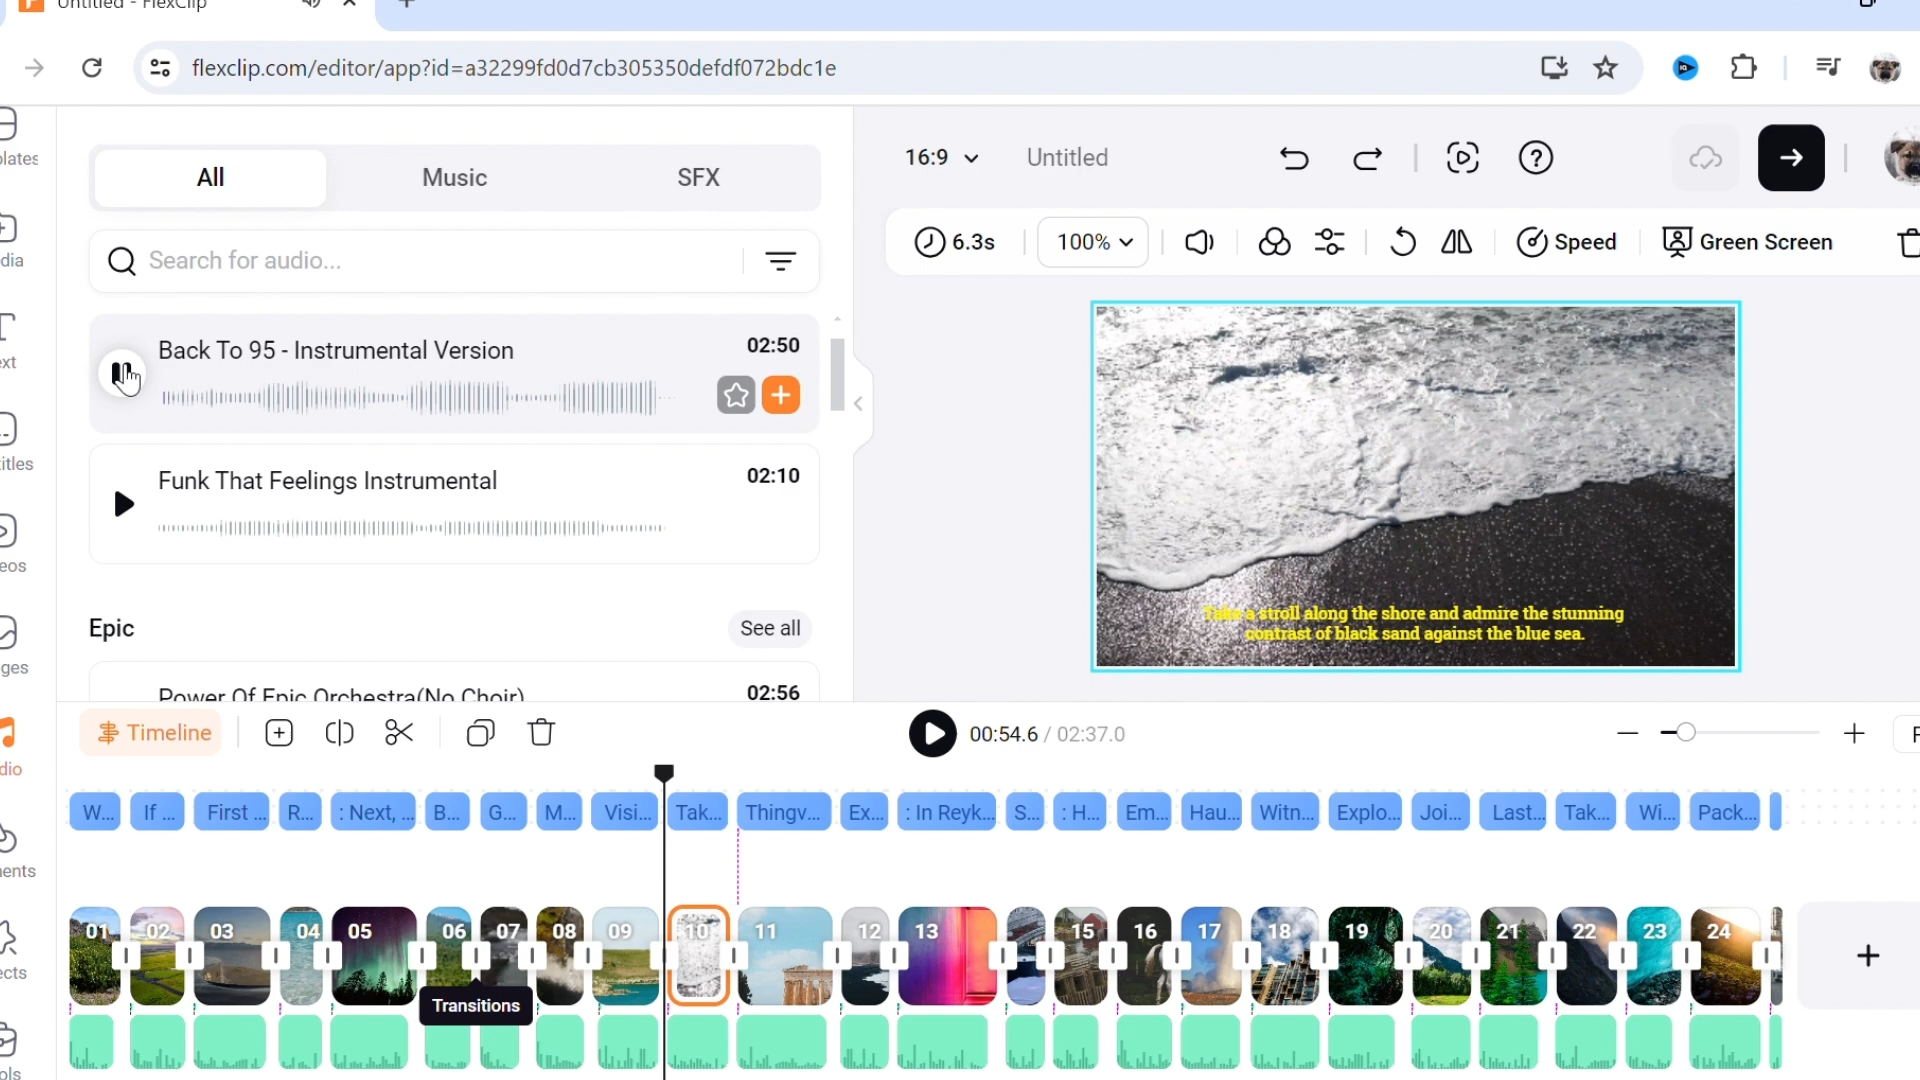 Untitled - FlexClip
flexclip.com/editor/app?id=a32299fd0d7cb305350defdf072bdc1e
lates
dia
ext
titles
eos
ges
dio
ents
ects
ols
All
Music
SFX
Search for audio...
Back To 95 - Instrumental Version
02:50
Funk That Feelings Instrumental
02:10
Epic
See all
Power Of Epic Orchestra(No Choir)
02:56
16:9
Untitled
6.3s
100%
Speed
Green Screen
Take a stroll along the shore and admire the stunning
contrast of black sand against the blue sea.
Timeline
00:54.6 / 02:37.0
F
W...
If ...
First ...
R...
: Next, ...
B...
G...
M...
Visi...
Tak...
Thingv...
Ex...
: In Reyk...
S...
: H...
Em...
Hau...
Witn...
Explo...
Joi...
Last...
Tak...
Wi...
Pack...
01
02
03
04
05
06
07
08
09
10
11
12
13
15
16
17
18
19
20
21
22
23
24
Transitions